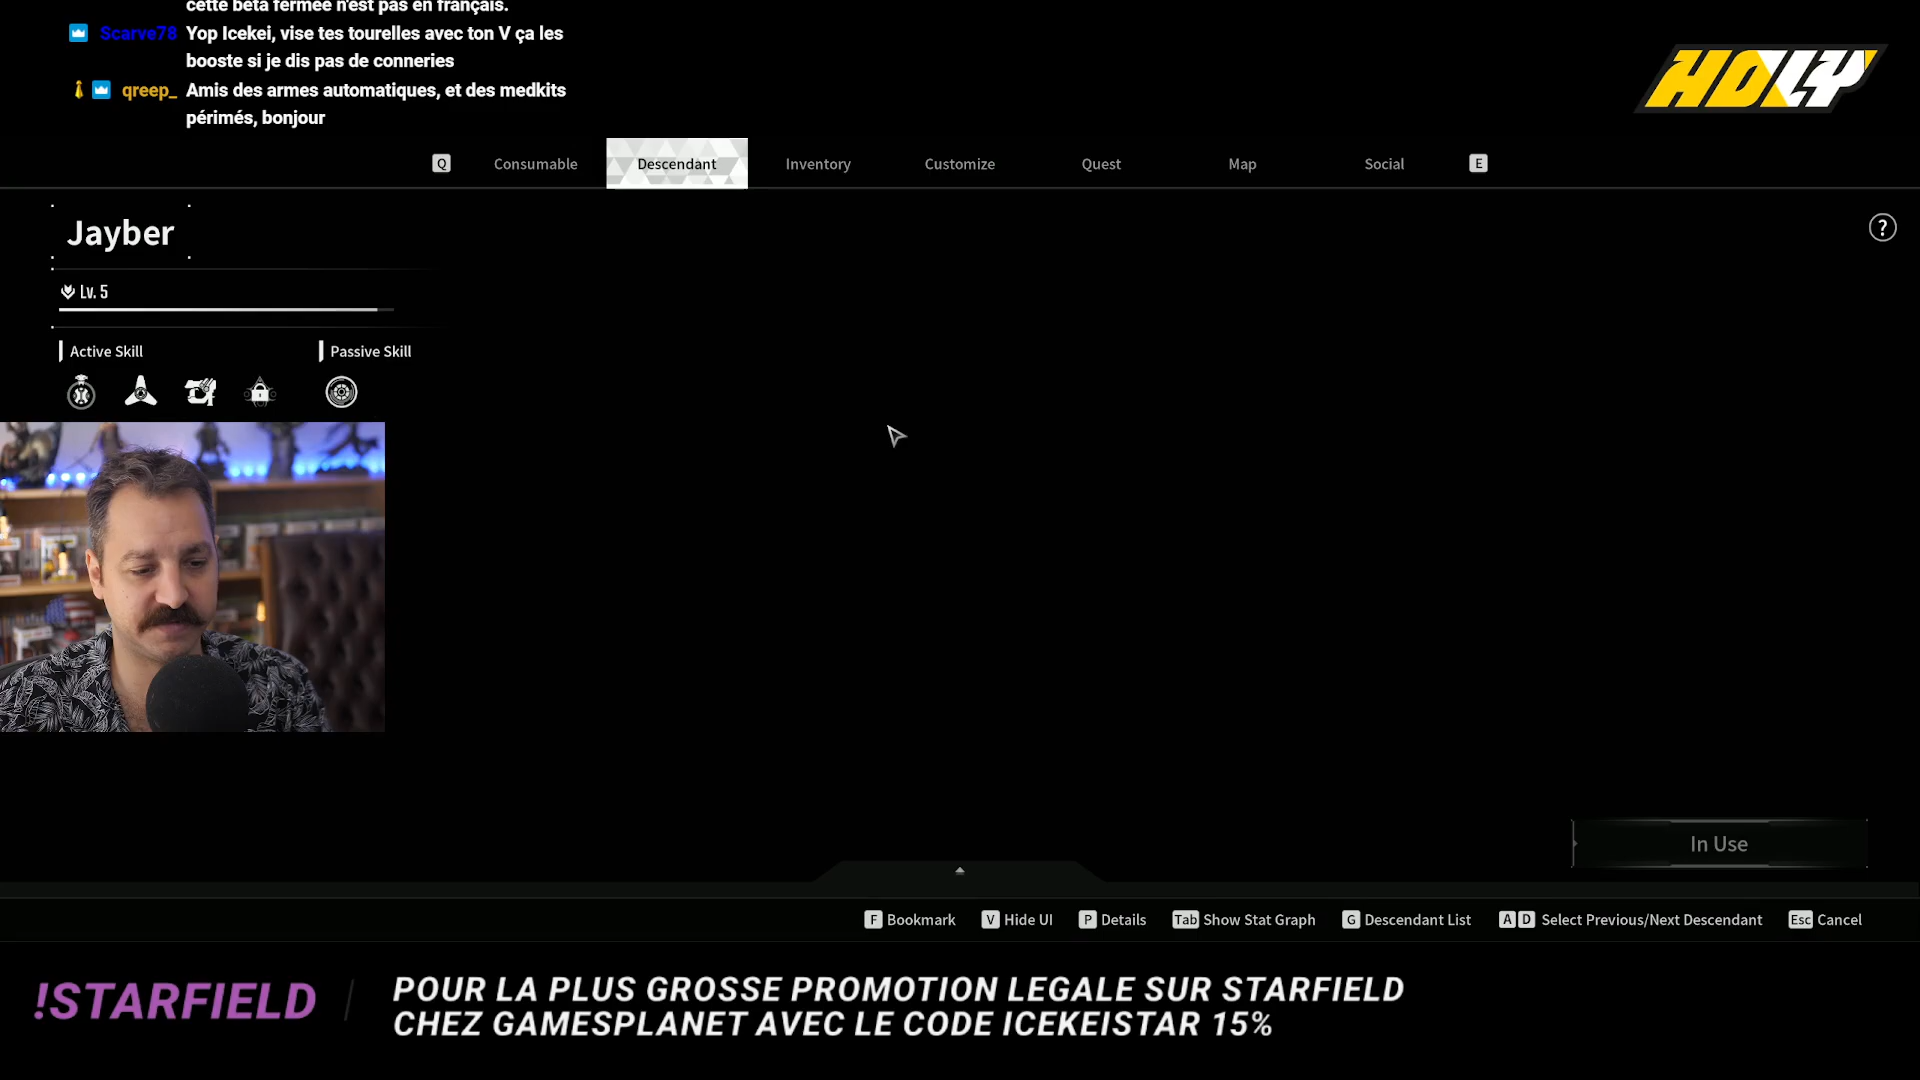 cette beta fermée n'est pas en français.
Scarve78 Yop Icekei, vise tes tourelles avec ton V ça les
booste si je dis pas de conneries
qreep_ Amis des armes automatiques, et des medkits
périmés, bonjour
HOLY
Q Consumable Descendant Inventory Customize Quest Map Social E
Jayber
?
Lv. 5
Active Skill Passive Skill
In Use
F Bookmark V Hide UI P Details Tab Show Stat Graph G Descendant List A D Select Previous/Next Descendant Esc Cancel
!STARFIELD
POUR LA PLUS GROSSE PROMOTION LEGALE SUR STARFIELD
CHEZ GAMESPLANET AVEC LE CODE ICEKEISTAR 15%